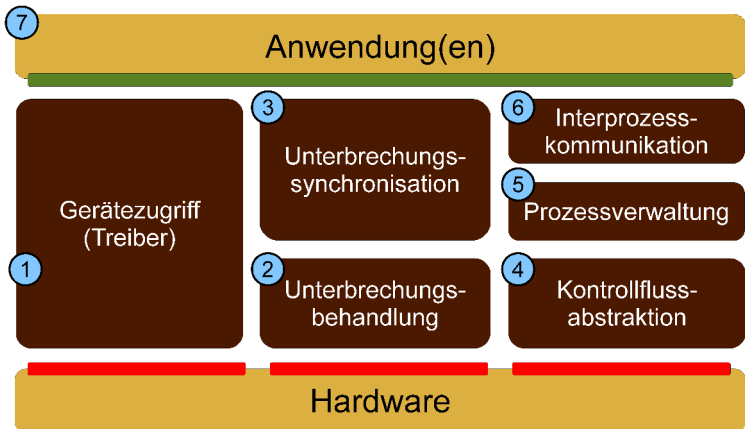 7
Anwendung(en)
1
Gerätezugriff
(Treiber)
3
Unterbrechungs-
synchronisation
2
Unterbrechungs-
behandlung
6
Interprozess-
kommunikation
5
Prozessverwaltung
4
Kontrollfluss-
abstraktion
Hardware